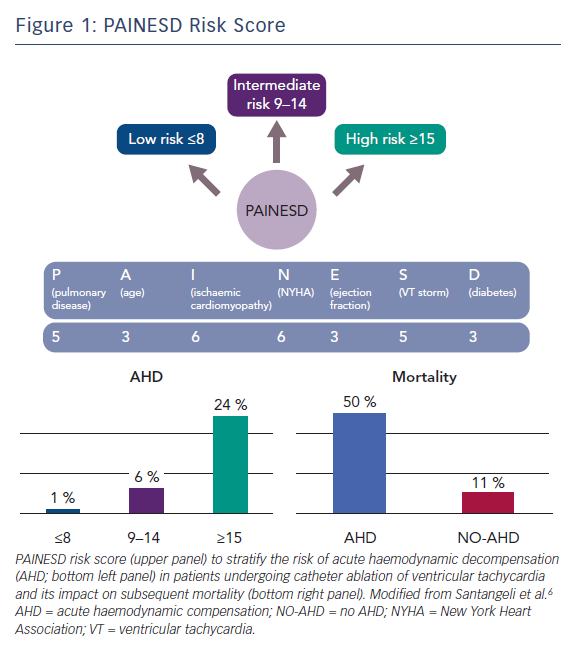 Figure 1: PAINESD Risk Score
Intermediate
risk 9–14
Low risk ≤8
High risk ≥15
PAINESD
P A I N E S D
(pulmonary disease) (age) (ischaemic cardiomyopathy) (NYHA) (ejection fraction) (VT storm) (diabetes)
5 3 6 6 3 5 3
AHD
1 %
6 %
24 %
≤8 9–14 ≥15
Mortality
50 %
11 %
AHD NO-AHD
PAINESD risk score (upper panel) to stratify the risk of acute haemodynamic decompensation
(AHD; bottom left panel) in patients undergoing catheter ablation of ventricular tachycardia
and its impact on subsequent mortality (bottom right panel). Modified from Santangeli et al.⁶
AHD = acute haemodynamic compensation; NO-AHD = no AHD; NYHA = New York Heart
Association; VT = ventricular tachycardia.